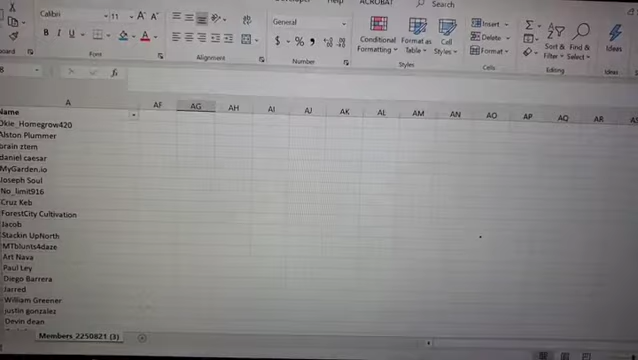 Help ACROBAT Search
Calibri 11 A A General Insert Conditional Formatting Format as Table Cell Styles Delete Format Sort & Filter Find & Select Ideas
B I U A $ % ,
Font Alignment Number Styles Cells Editing Ideas
fx
A AF AG AH AI AJ AK AL AM AN AO AP AQ AR
Name
Okie_Homegrow420
Alston Plummer
brain ztem
daniel caesar
MyGarden.io
Joseph Soul
No_limit916
Cruz Keb
ForestCity Cultivation
Jacob
Stackin UpNorth
MTblunts4daze
Art Nava
Paul Ley
Diego Barrera
Jarred
William Greener
justin gonzalez
Devin dean
Members_2250821 (3)